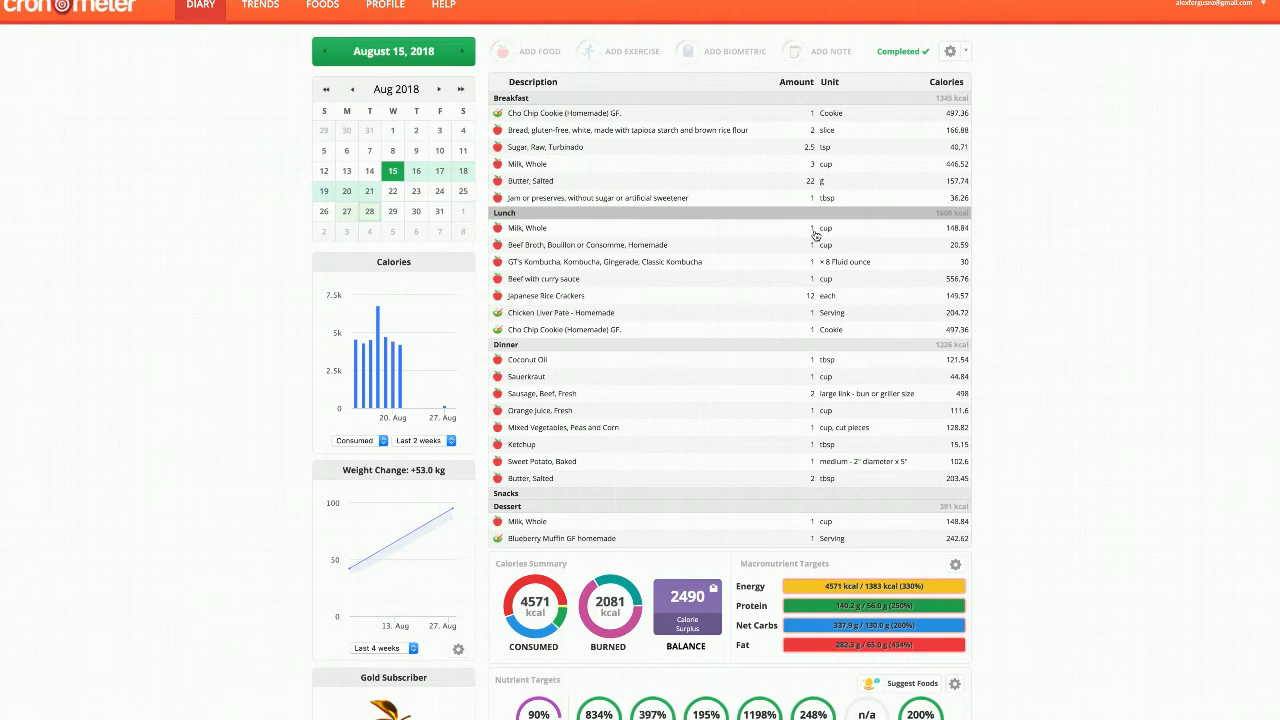 cronometer DIARY TRENDS FOODS PROFILE HELP alexfergusnz@gmail.com
August 15, 2018
ADD FOOD ADD EXERCISE ADD BIOMETRIC ADD NOTE Completed
Aug 2018
S M T W T F S
29 30 31 1 2 3 4
5 6 7 8 9 10 11
12 13 14 15 16 17 18
19 20 21 22 23 24 25
26 27 28 29 30 31 1
2 3 4 5 6 7 8
Calories
7.5k
5k
2.5k
0
20. Aug 27. Aug
Consumed Last 2 weeks
Weight Change: +53.0 kg
100
50
0
13. Aug 27. Aug
Last 4 weeks
Gold Subscriber
Description Amount Unit Calories
Breakfast 1345 kcal
Cho Chip Cookie (Homemade) GF. 1 Cookie 497.36
Bread, gluten-free, white, made with tapioca starch and brown rice flour 2 slice 166.88
Sugar, Raw, Turbinado 2.5 tsp 40.71
Milk, Whole 3 cup 446.52
Butter, Salted 22 g 157.74
Jam or preserves, without sugar or artificial sweetener 1 tbsp 36.26
Lunch 1608 kcal
Milk, Whole 1 cup 148.84
Beef Broth, Bouillon or Consomme, Homemade 1 cup 20.59
GT's Kombucha, Kombucha, Gingerade, Classic Kombucha 1 × 8 Fluid ounce 30
Beef with curry sauce 1 cup 556.76
Japanese Rice Crackers 12 each 149.57
Chicken Liver Pate - Homemade 1 Serving 204.72
Cho Chip Cookie (Homemade) GF. 1 Cookie 497.36
Dinner 1226 kcal
Coconut Oil 1 tbsp 121.54
Sauerkraut 1 cup 44.84
Sausage, Beef, Fresh 2 large link - bun or griller size 498
Orange Juice, Fresh 1 cup 111.6
Mixed Vegetables, Peas and Corn 1 cup, cut pieces 128.82
Ketchup 1 tbsp 15.15
Sweet Potato, Baked 1 medium - 2" diameter x 5" 102.6
Butter, Salted 2 tbsp 203.45
Snacks
Dessert 391 kcal
Milk, Whole 1 cup 148.84
Blueberry Muffin GF homemade 1 Serving 242.62
Calories Summary
4571 kcal
CONSUMED
2081 kcal
BURNED
2490
Calorie Surplus
BALANCE
Macronutrient Targets
Energy 4571 kcal / 1383 kcal (330%)
Protein 140.2 g / 56.0 g (250%)
Net Carbs 337.9 g / 130.0 g (260%)
Fat 282.3 g / 65.0 g (434%)
Nutrient Targets Suggest Foods
90% 834% 397% 195% 1198% 248% n/a 200%